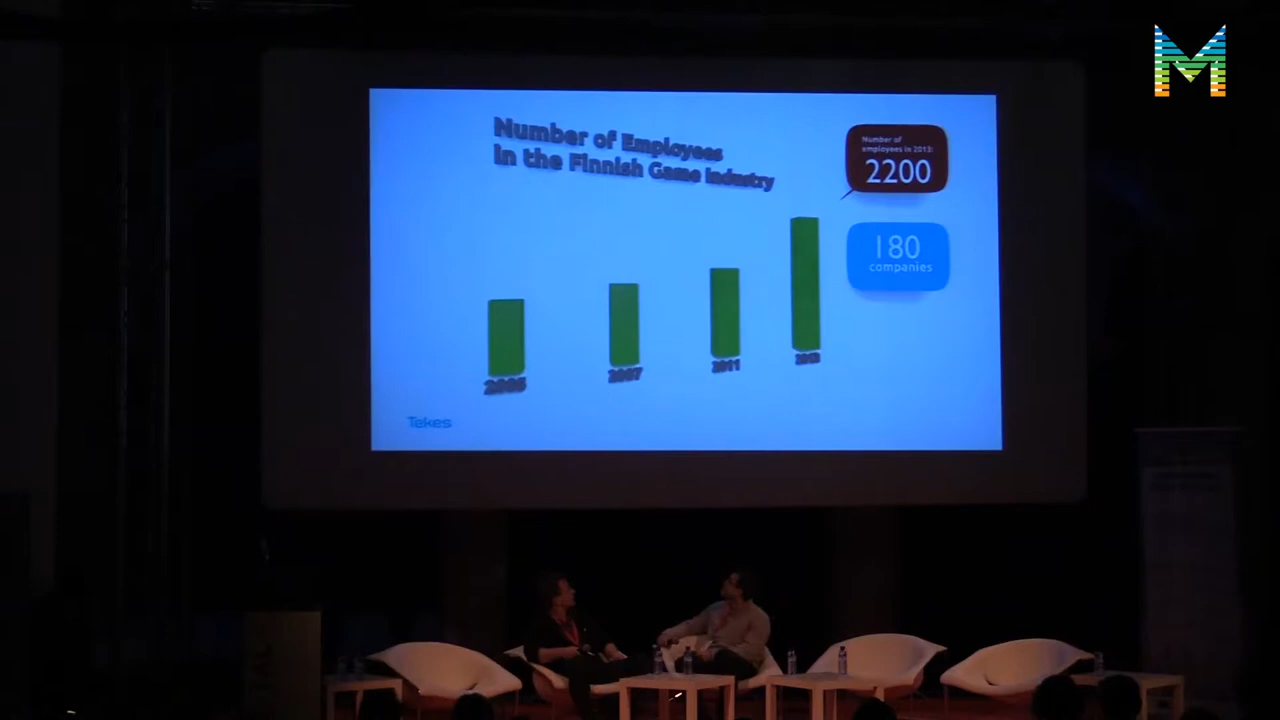 Number of Employees
in the Finnish Game Industry
Number of
employees in 2013:
2200
180
companies
2007
2011
2013
Tekes
M